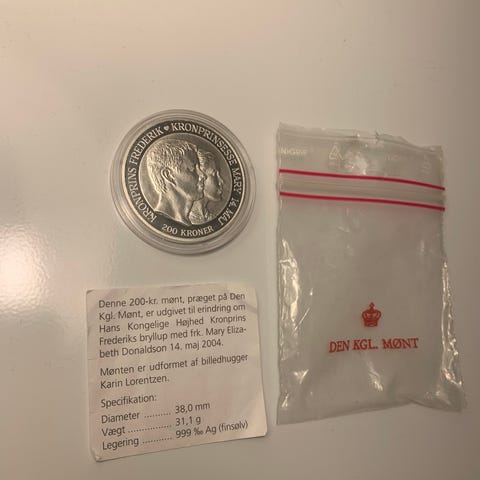 KRONPRINS FREDERIK ♥ KRONPRINSESSE MARY 14. MAJ
200 KRONER
DEN KGL. MØNT
Denne 200-kr. mønt, præget på Den
Kgl. Mønt, er udgivet til erindring om
Hans Kongelige Højhed Kronprins
Frederiks bryllup med frk. Mary Eliza-
beth Donaldson 14. maj 2004.
Mønten er udformet af billedhugger
Karin Lorentzen.
Specifikation:
Diameter .......... 38,0 mm
Vægt ................. 31,1 g
Legering ........... 999 ‰ Ag (finsølv)